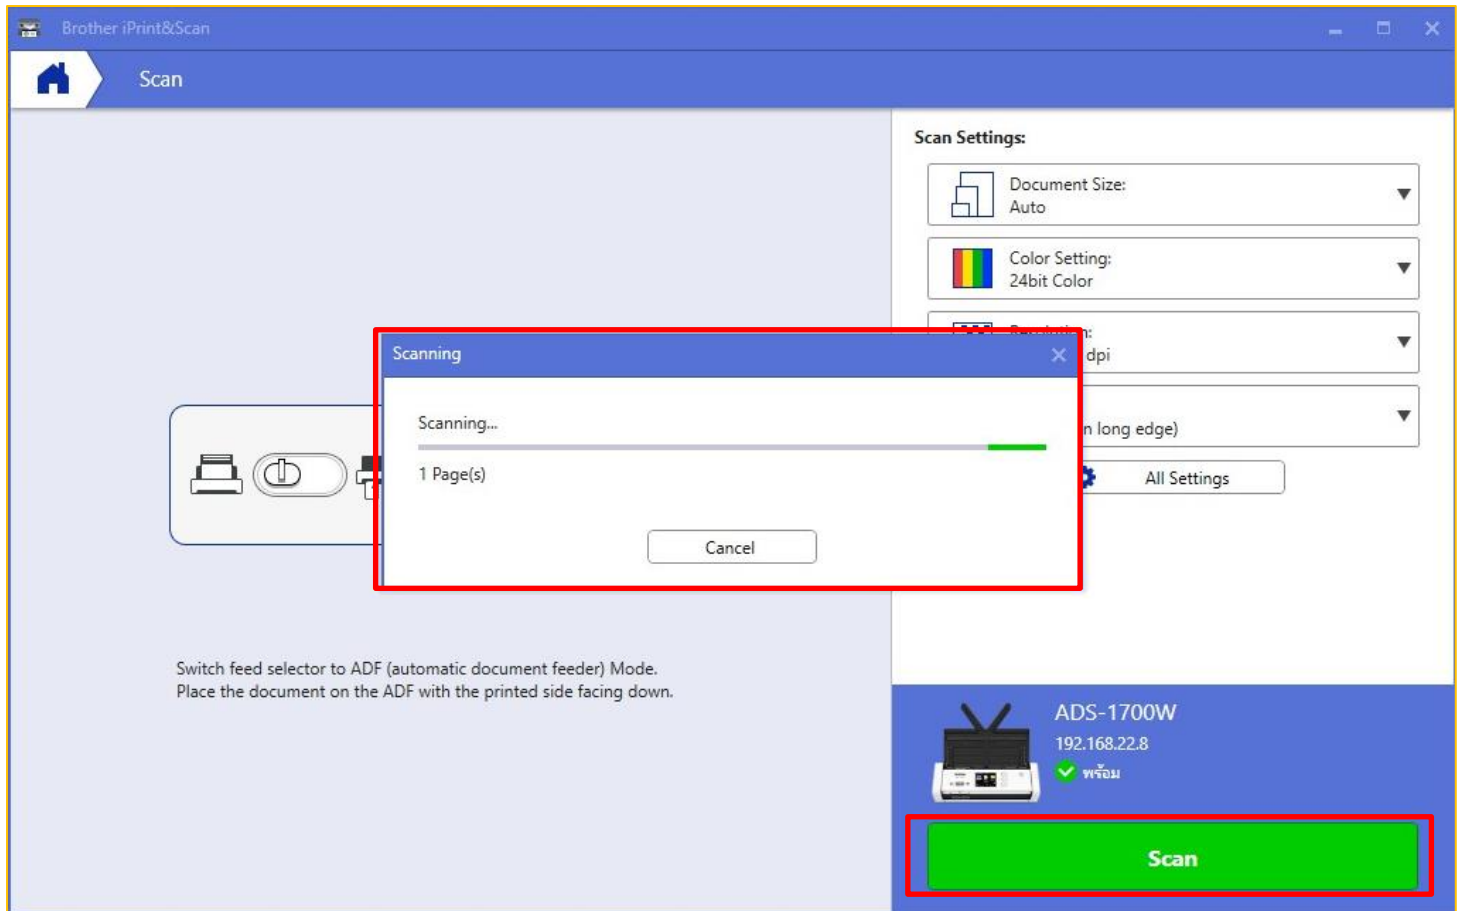 Brother iPrint&Scan
Scan
Scan Settings:
Document Size:
Auto
Color Setting:
24bit Color
dpi
n long edge)
All Settings
Scanning
Scanning...
1 Page(s)
Cancel
Switch feed selector to ADF (automatic document feeder) Mode.
Place the document on the ADF with the printed side facing down.
ADS-1700W
192.168.22.8
พร้อม
Scan